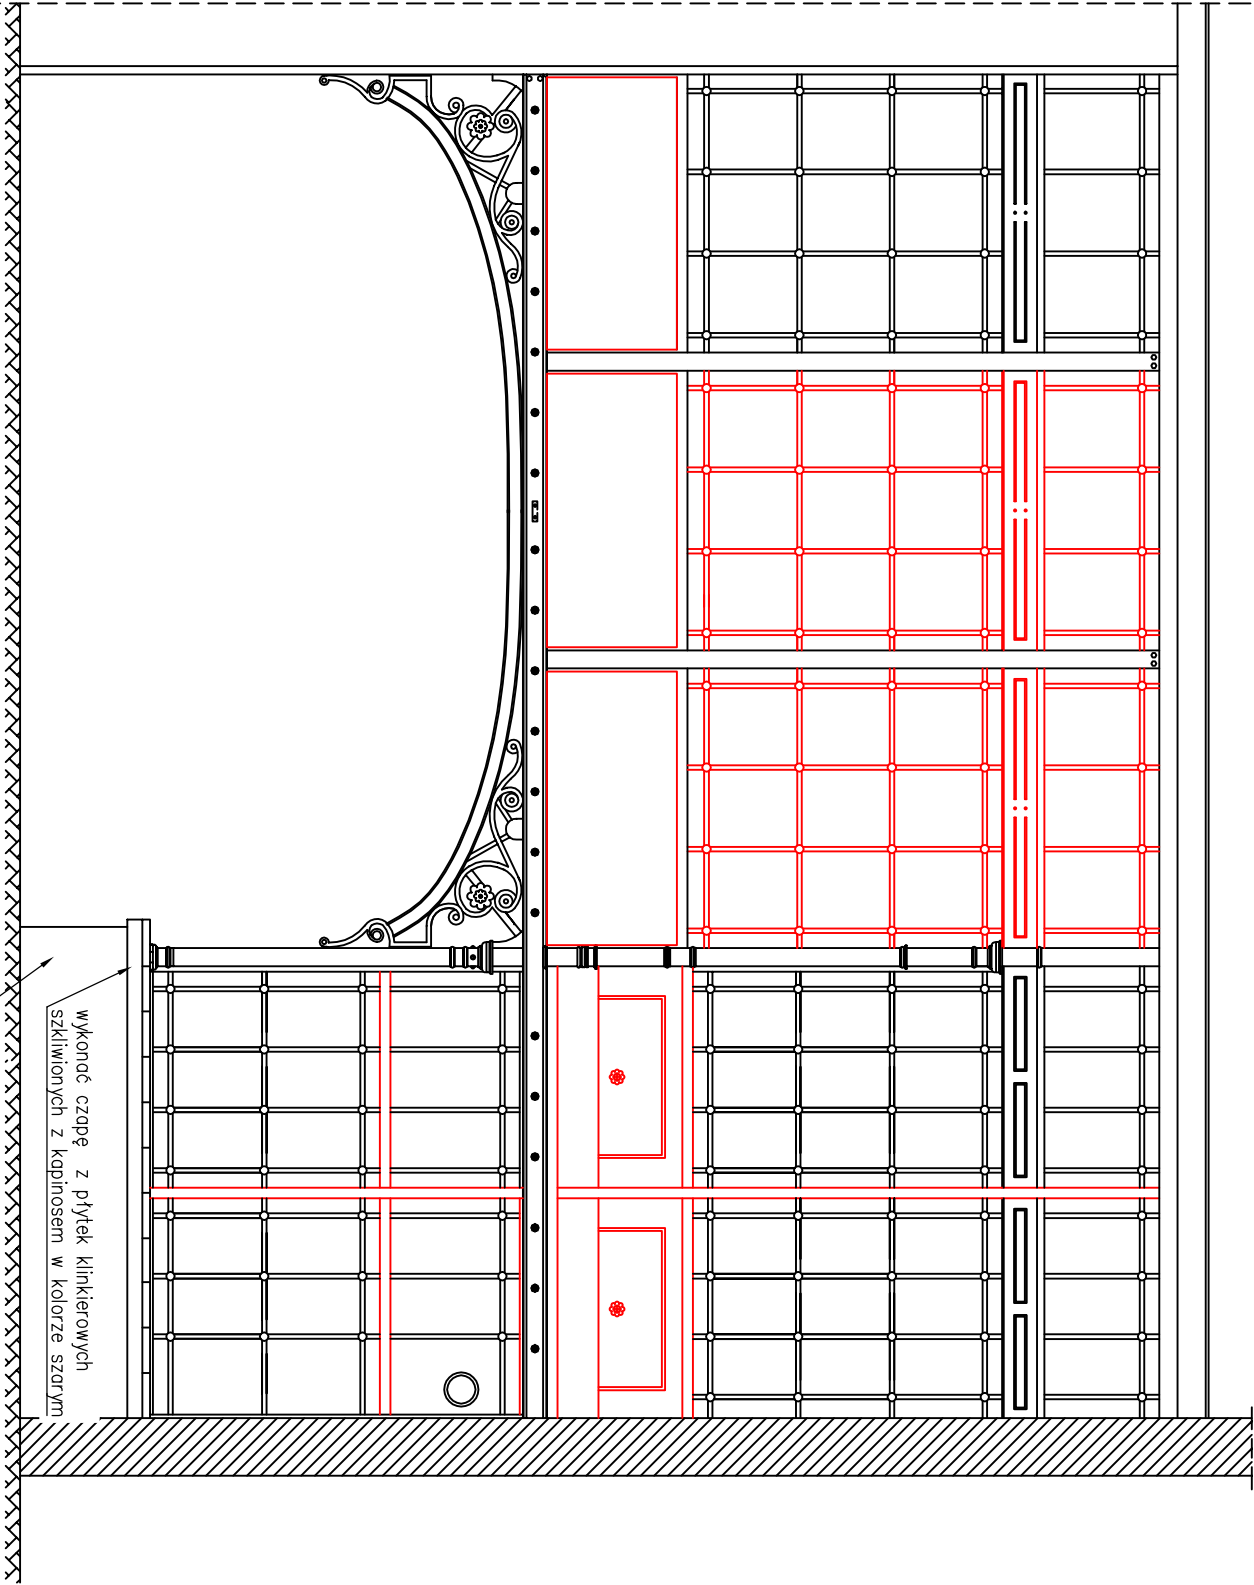 wykonać czapę z płytek klinkierowych
szkliwionych z kapinosem w kolorze szarym